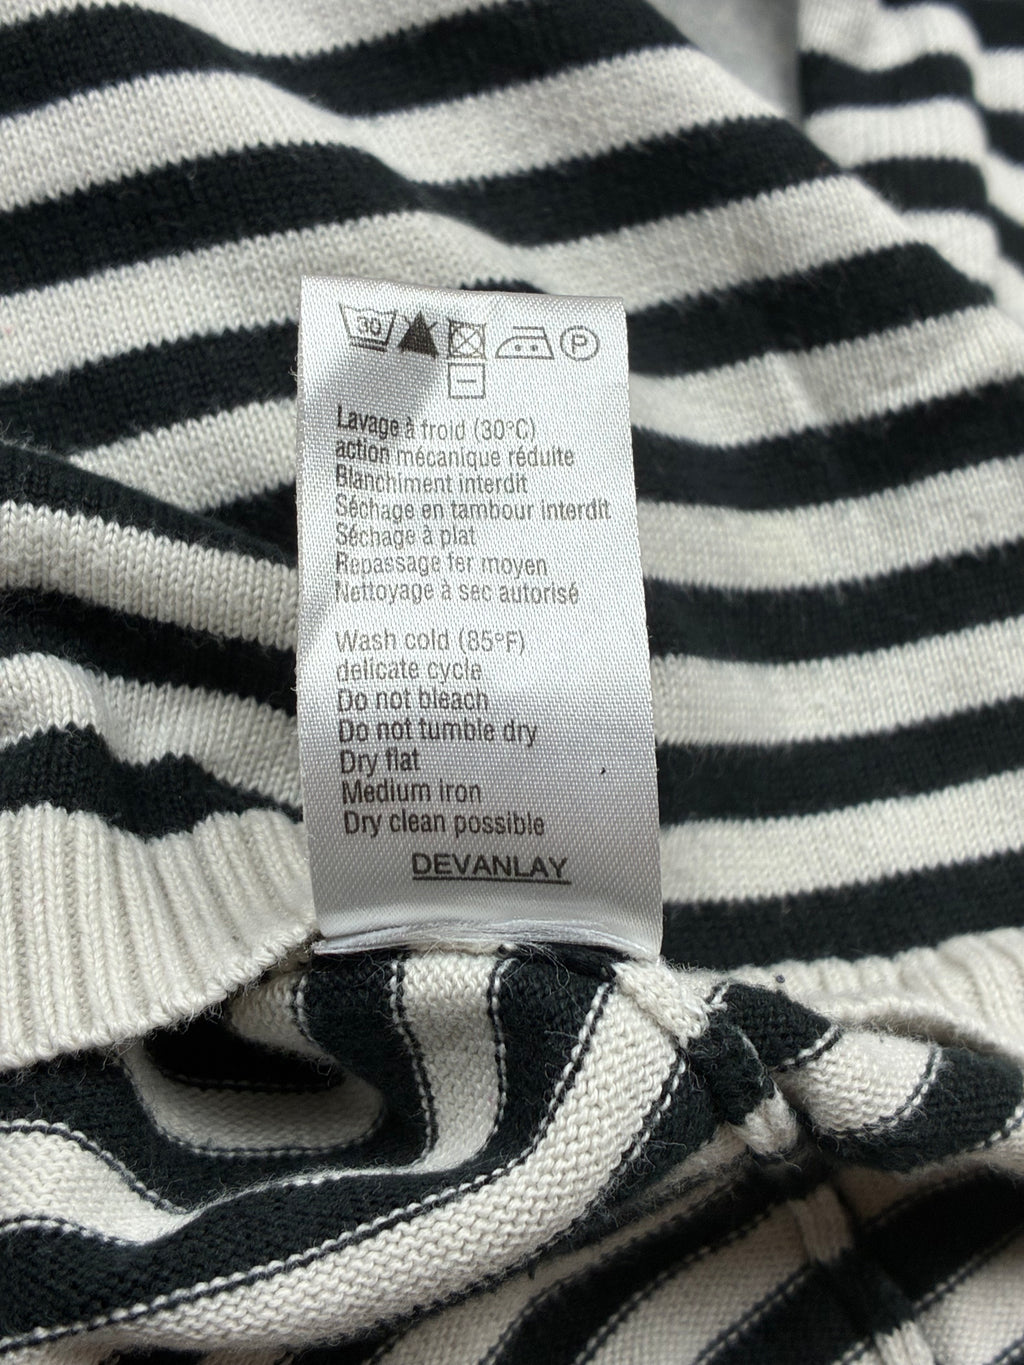 30 P
Lavage à froid (30°C)
action mécanique réduite
Blanchiment interdit
Séchage en tambour interdit
Séchage à plat
Repassage fer moyen
Nettoyage à sec autorisé
Wash cold (85°F)
delicate cycle
Do not bleach
Do not tumble dry
Dry flat
Medium iron
Dry clean possible
DEVANLAY